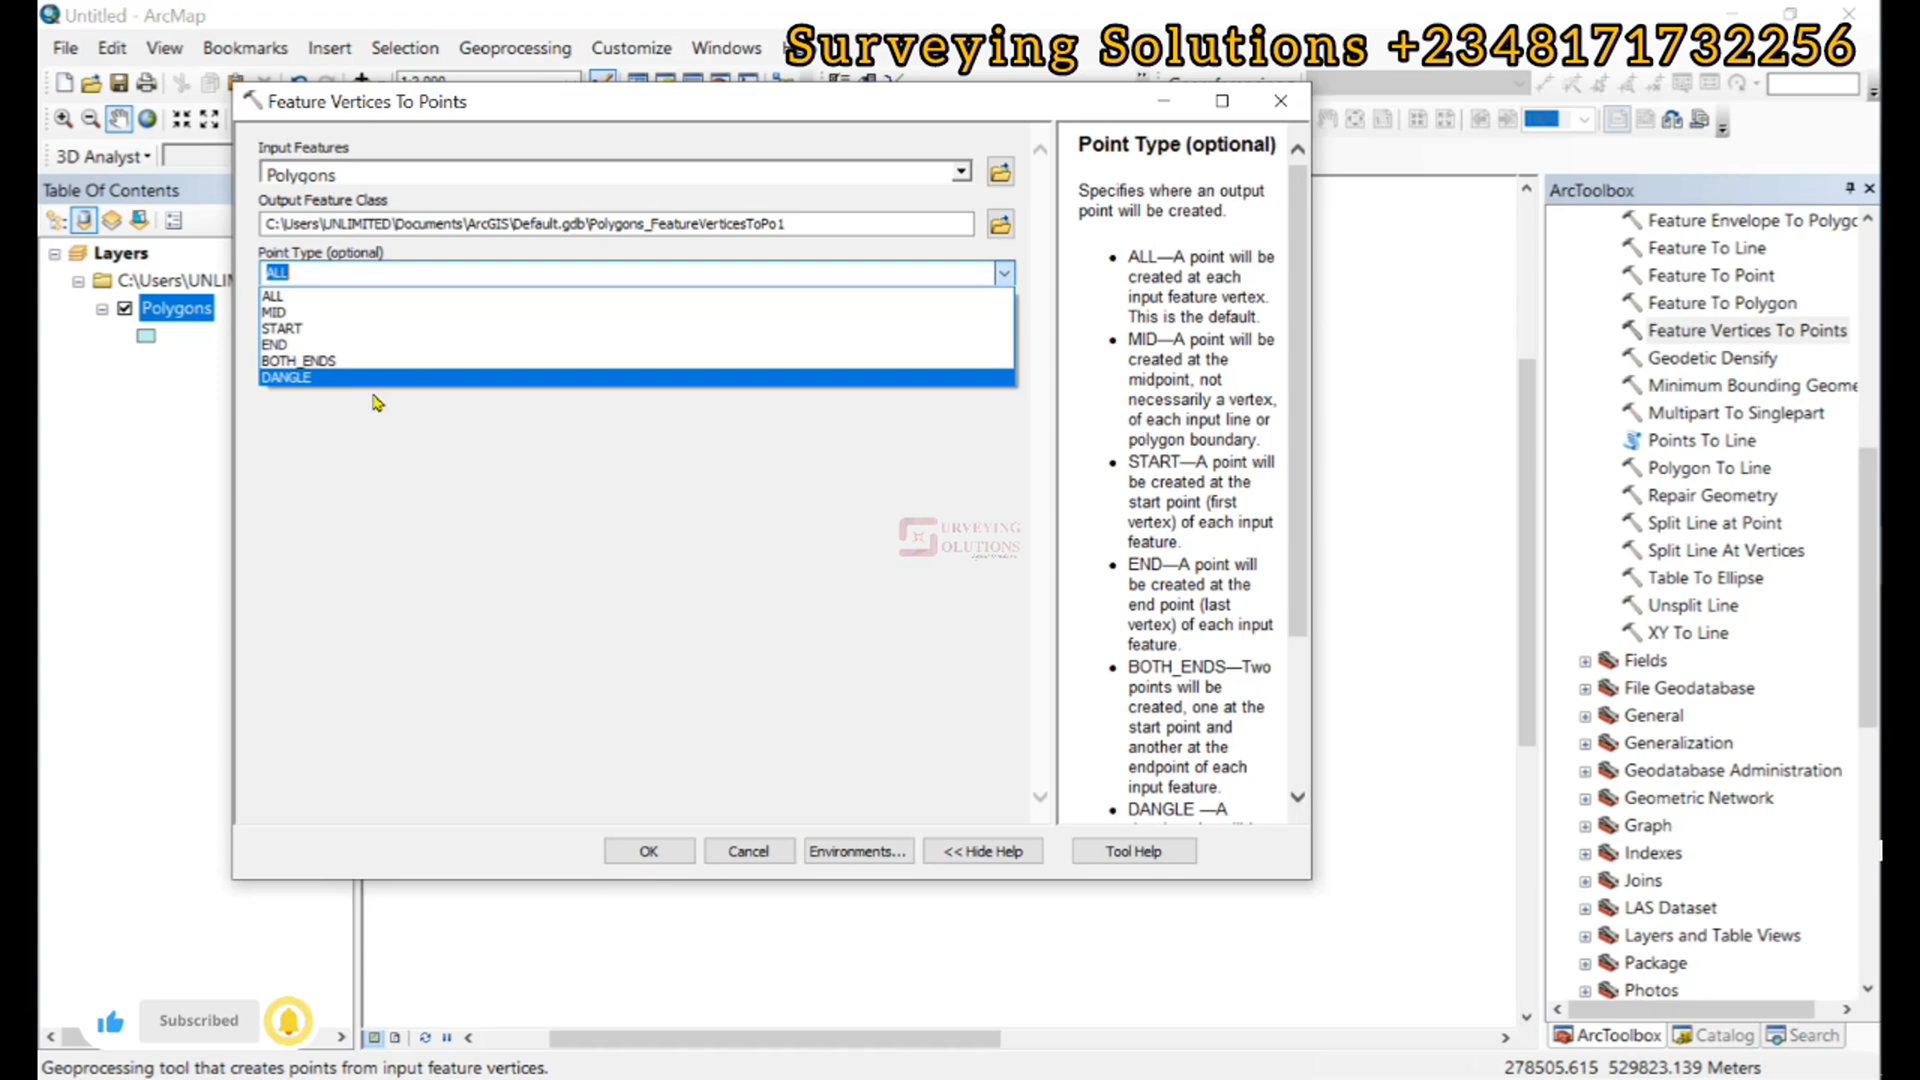 Untitled - ArcMap
Surveying Solutions +2348171732256
File Edit View Bookmarks Insert Selection Geoprocessing Customize Windows
Feature Vertices To Points
3D Analyst
Table Of Contents
Layers
C:\Users\UNLIM
Polygons
Input Features
Polygons
Output Feature Class
C:\Users\UNLIMITED\Documents\ArcGIS\Default.gdb\Polygons_FeatureVerticesToPo1
Point Type (optional)
ALL
ALL
MID
START
END
BOTH_ENDS
DANGLE
URVEYING
OLUTIONS
OK Cancel Environments... << Hide Help Tool Help
Point Type (optional)
Specifies where an output
point will be created.
ALL—A point will be
created at each
input feature vertex.
This is the default.
MID—A point will be
created at the
midpoint, not
necessarily a vertex,
of each input line or
polygon boundary.
START—A point will
be created at the
start point (first
vertex) of each input
feature.
END—A point will
be created at the
end point (last
vertex) of each input
feature.
BOTH_ENDS—Two
points will be
created, one at the
start point and
another at the
endpoint of each
input feature.
DANGLE —A
ArcToolbox
Feature Envelope To Polygo
Feature To Line
Feature To Point
Feature To Polygon
Feature Vertices To Points
Geodetic Densify
Minimum Bounding Geome
Multipart To Singlepart
Points To Line
Polygon To Line
Repair Geometry
Split Line at Point
Split Line At Vertices
Table To Ellipse
Unsplit Line
XY To Line
Fields
File Geodatabase
General
Generalization
Geodatabase Administration
Geometric Network
Graph
Indexes
Joins
LAS Dataset
Layers and Table Views
Package
Photos
ArcToolbox Catalog Search
Subscribed
Geoprocessing tool that creates points from input feature vertices.
278505.615 529823.139 Meters